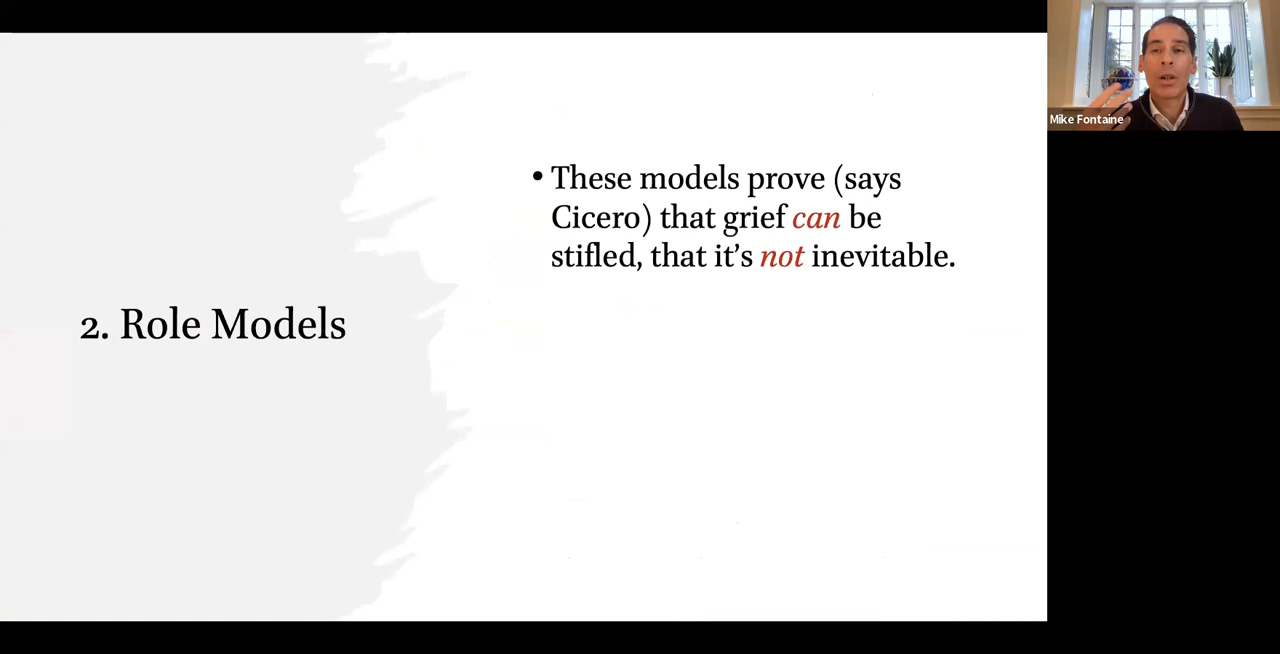 2. Role Models
• These models prove (says
Cicero) that grief can be
stifled, that it’s not inevitable.
Mike Fontaine